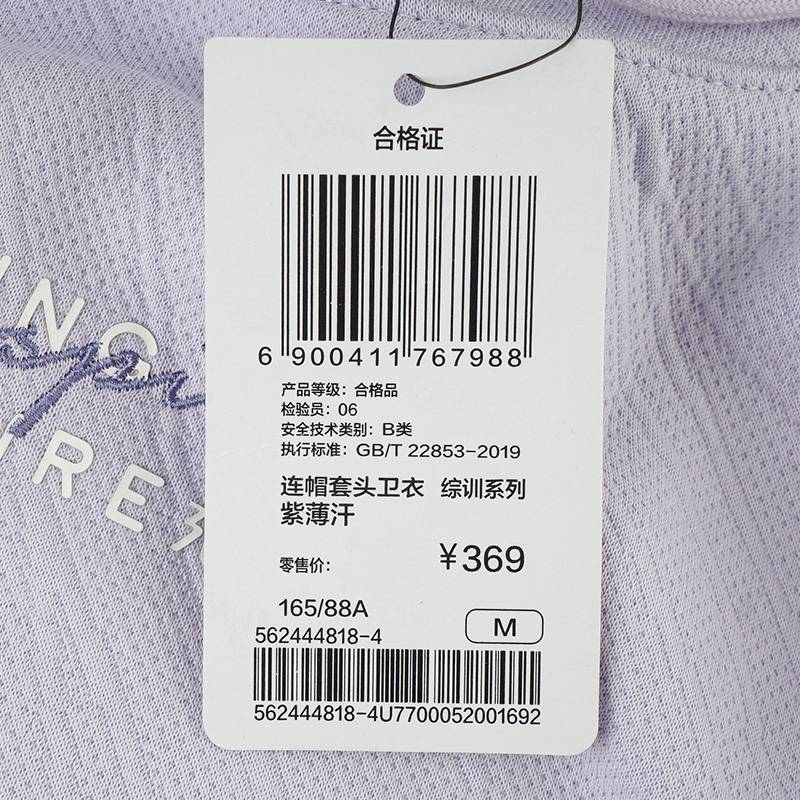 合格证
6 900411 767988
产品等级：合格品
检验员：06
安全技术类别：B类
执行标准：GB/T 22853-2019
连帽套头卫衣 综训系列
紫薄汗
零售价： ¥369
165/88A
562444818-4 M
562444818-4U7700052001692